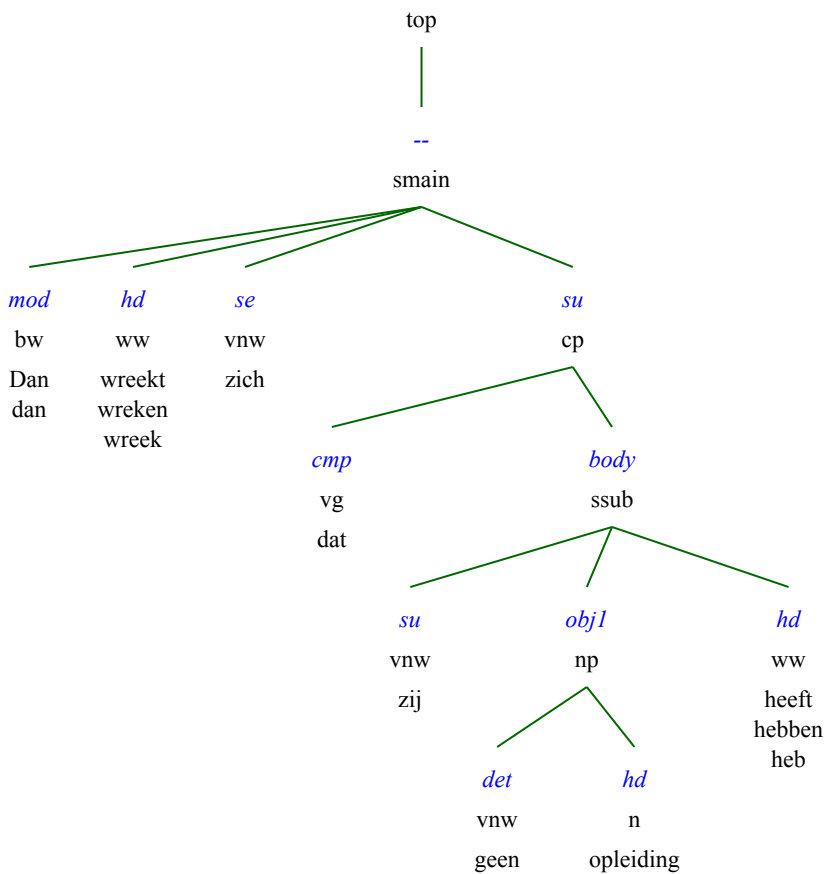 top
--
smain
mod hd se su
bw ww vnw cp
Dan wreekt zich
dan wreken
wreek
cmp body
vg ssub
dat
su obj1 hd
vnw np ww
zij heeft
hebben
heb
det hd
vnw n
geen opleiding